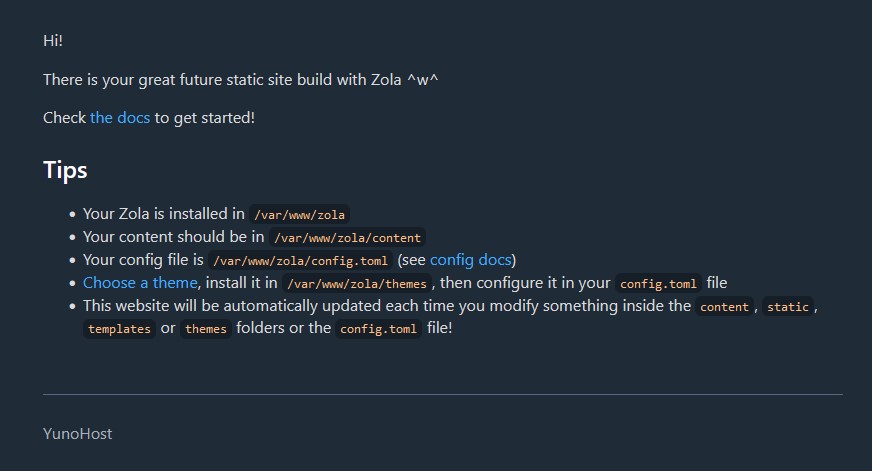 Hi!
There is your great future static site build with Zola ^w^
Check the docs to get started!
Tips
• Your Zola is installed in /var/www/zola
• Your content should be in /var/www/zola/content
• Your config file is /var/www/zola/config.toml (see config docs)
• Choose a theme, install it in /var/www/zola/themes, then configure it in your config.toml file
• This website will be automatically updated each time you modify something inside the content, static,
templates or themes folders or the config.toml file!
YunoHost